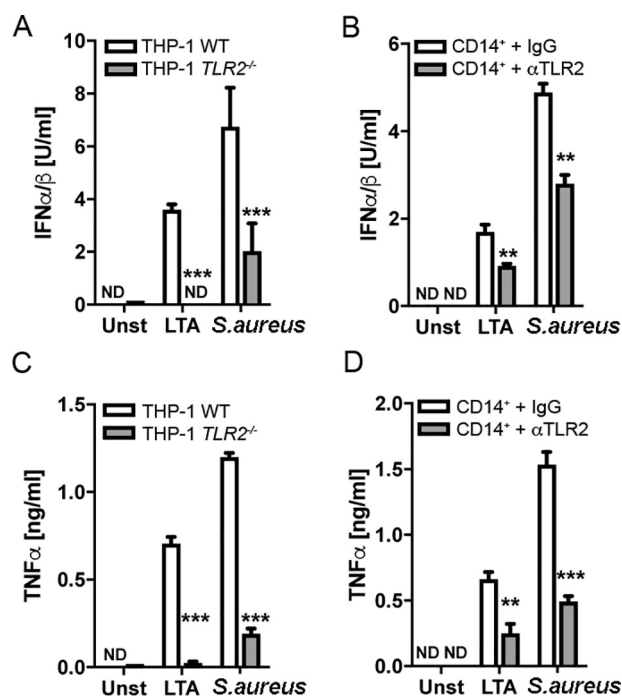 A
THP-1 WT
THP-1 TLR2-/-
IFNα/β [U/ml]
10
8
6
4
2
0
ND
***
ND
***
Unst LTA S.aureus
B
CD14+ + IgG
CD14+ + αTLR2
IFNα/β [U/ml]
6
4
2
0
ND ND
**
**
Unst LTA S.aureus
C
THP-1 WT
THP-1 TLR2-/-
TNFα [ng/ml]
1.5
1.0
0.5
0.0
ND
***
***
Unst LTA S.aureus
D
CD14+ + IgG
CD14+ + αTLR2
TNFα [ng/ml]
2.0
1.5
1.0
0.5
0.0
ND ND
**
***
Unst LTA S.aureus